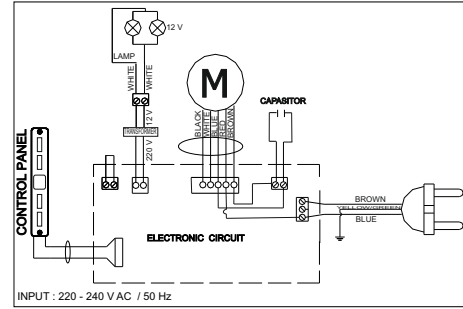 12 V
LAMP
WHITE
WHITE
12 V
TRANSFORMER
220 V
M
BLACK
WHITE
BLUE
RED
BROWN
CAPASITOR
CONTROL PANEL
BROWN
YELLOW/GREEN
BLUE
ELECTRONIC CIRCUIT
INPUT : 220 - 240 V AC / 50 Hz